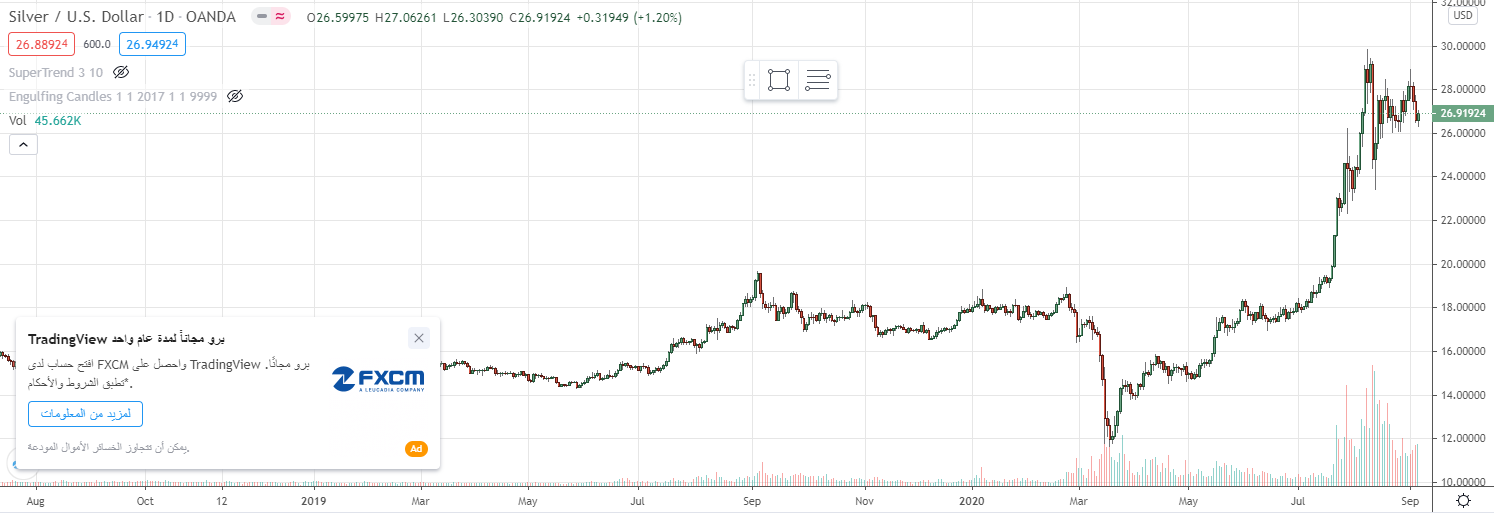 Silver / U.S. Dollar · 1D · OANDA O26.59975 H27.06261 L26.30390 C26.91924 +0.31949 (+1.20%)
26.88924 600.0 26.94924
SuperTrend 3 10
Engulfing Candles 1 1 2017 1 1 9999
Vol 45.662K
32.00000
USD
30.00000
28.00000
26.91924
26.00000
24.00000
22.00000
20.00000
18.00000
16.00000
14.00000
12.00000
10.00000
TradingView برو مجاناً لمدة عام واحد
افتح حساب لدى FXCM واحصل على TradingView برو مجانًا.
*تطبق الشروط والأحكام.
لمزيد من المعلومات
يمكن أن تتجاوز الخسائر الأموال المودعة.
FXCM
A LEUCADIA COMPANY
Ad
Aug Oct 12 2019 Mar May Jul Sep Nov 2020 Mar May Jul Sep